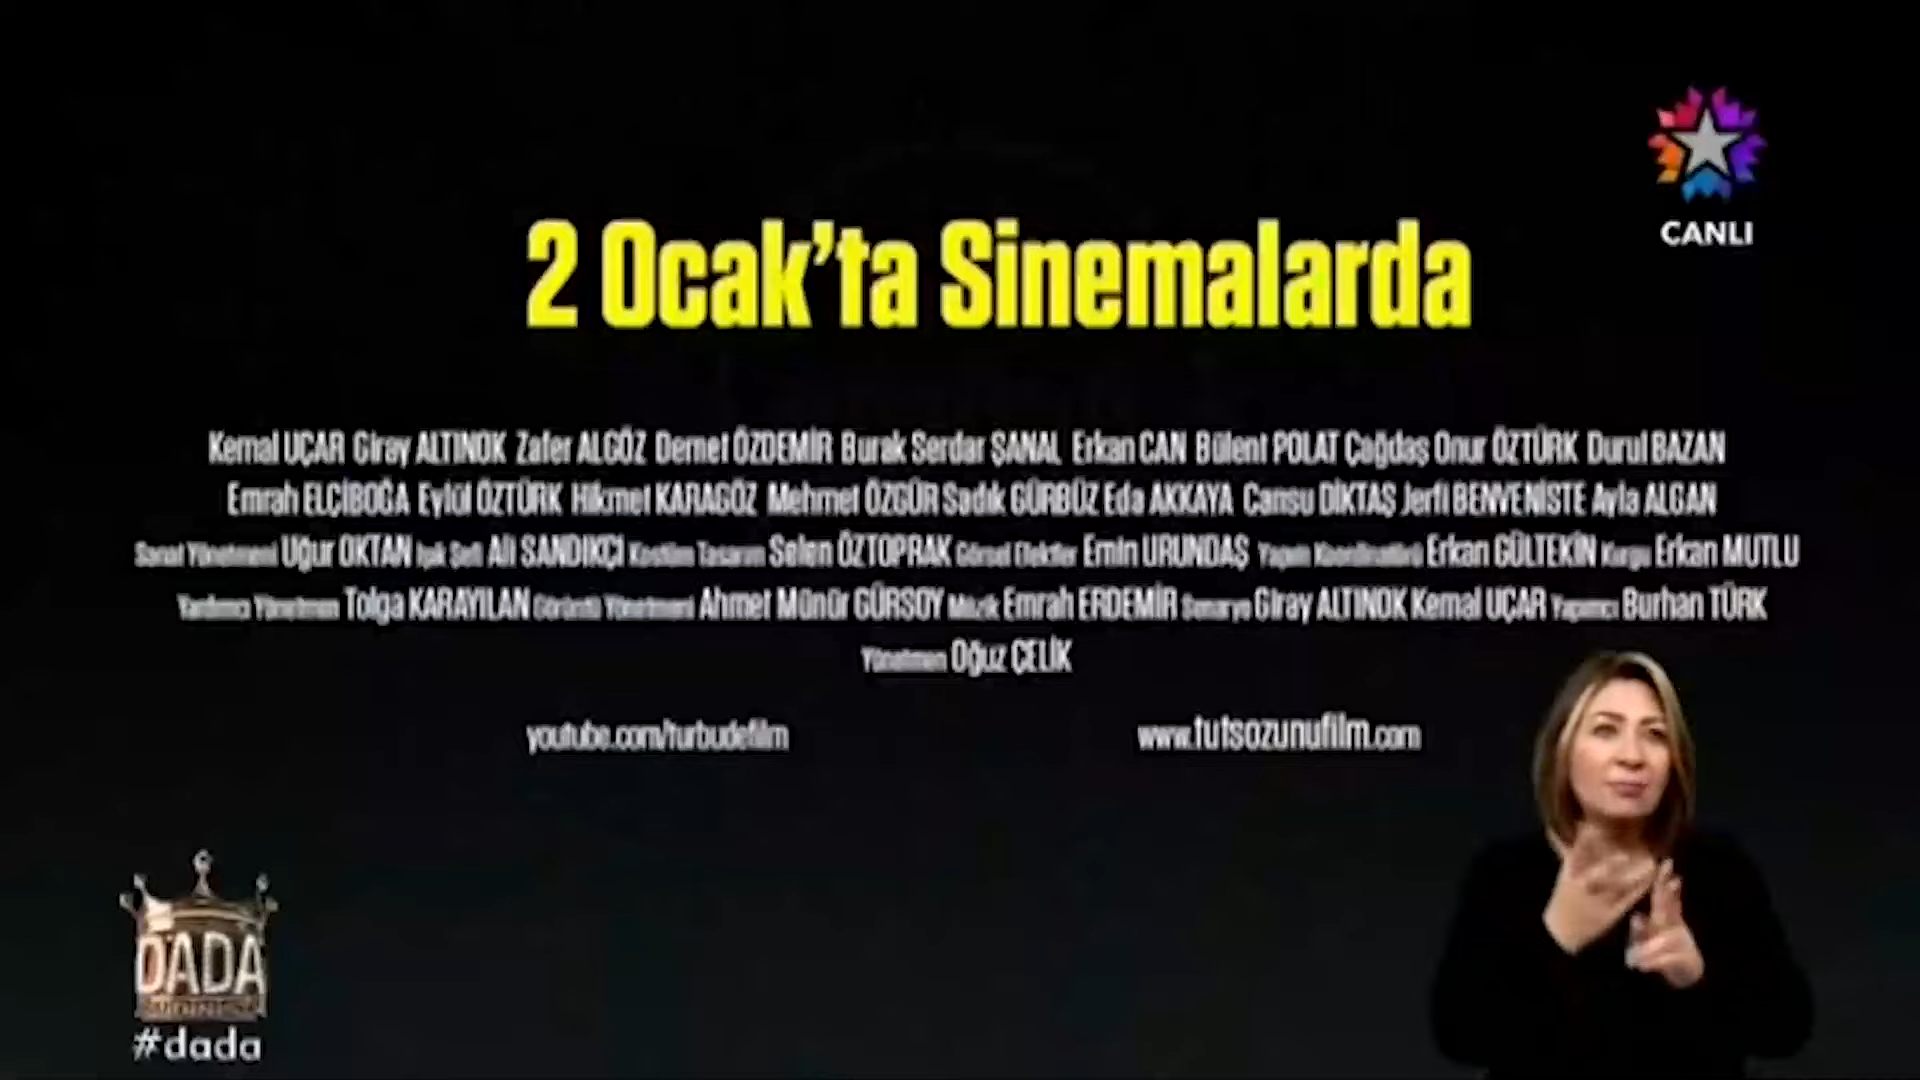 CANLI
2 Ocak'ta Sinemalarda
Kemal UÇAR Giray ALTINOK Zafer ALGÖZ Demet ÖZDEMİR Burak Serdar ŞANAL Erkan CAN Bülent POLAT Çağdaş Onur ÖZTÜRK Durul BAZAN
Emrah ELÇİBOĞA Eylül ÖZTÜRK Hikmet KARAGÖZ Mehmet ÖZGÜR Sadık GÜRBÜZ Eda AKKAYA Cansu DİKTAŞ Jerfi BENVENİSTE Ayla ALGAN
Sanat Yönetmeni Uğur OKTAN Işık Şefi Ali SANDIKÇI Kostüm Tasarım Selen ÖZTOPRAK Görsel Efektler Emin URUNDAŞ Yapım Koordinatörü Erkan GÜLTEKİN Kurgu Erkan MUTLU
Yardımcı Yönetmen Tolga KARAYILAN Görüntü Yönetmeni Ahmet Münür GÜRSOY Müzik Emrah ERDEMİR Senaryo Giray ALTINOK Kemal UÇAR Yapımcı Burhan TÜRK
Yönetmen Oğuz ÇELİK
youtube.com/turbudefilm www.tutsozunufilm.com
DADA
#dada